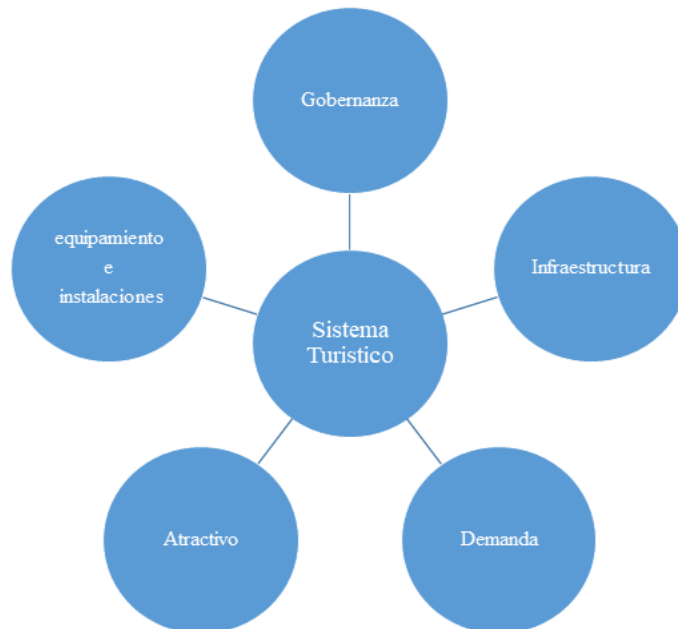 Gobernanza
equipamiento
e
instalaciones
Infraestructura
Sistema
Turistico
Atractivo
Demanda